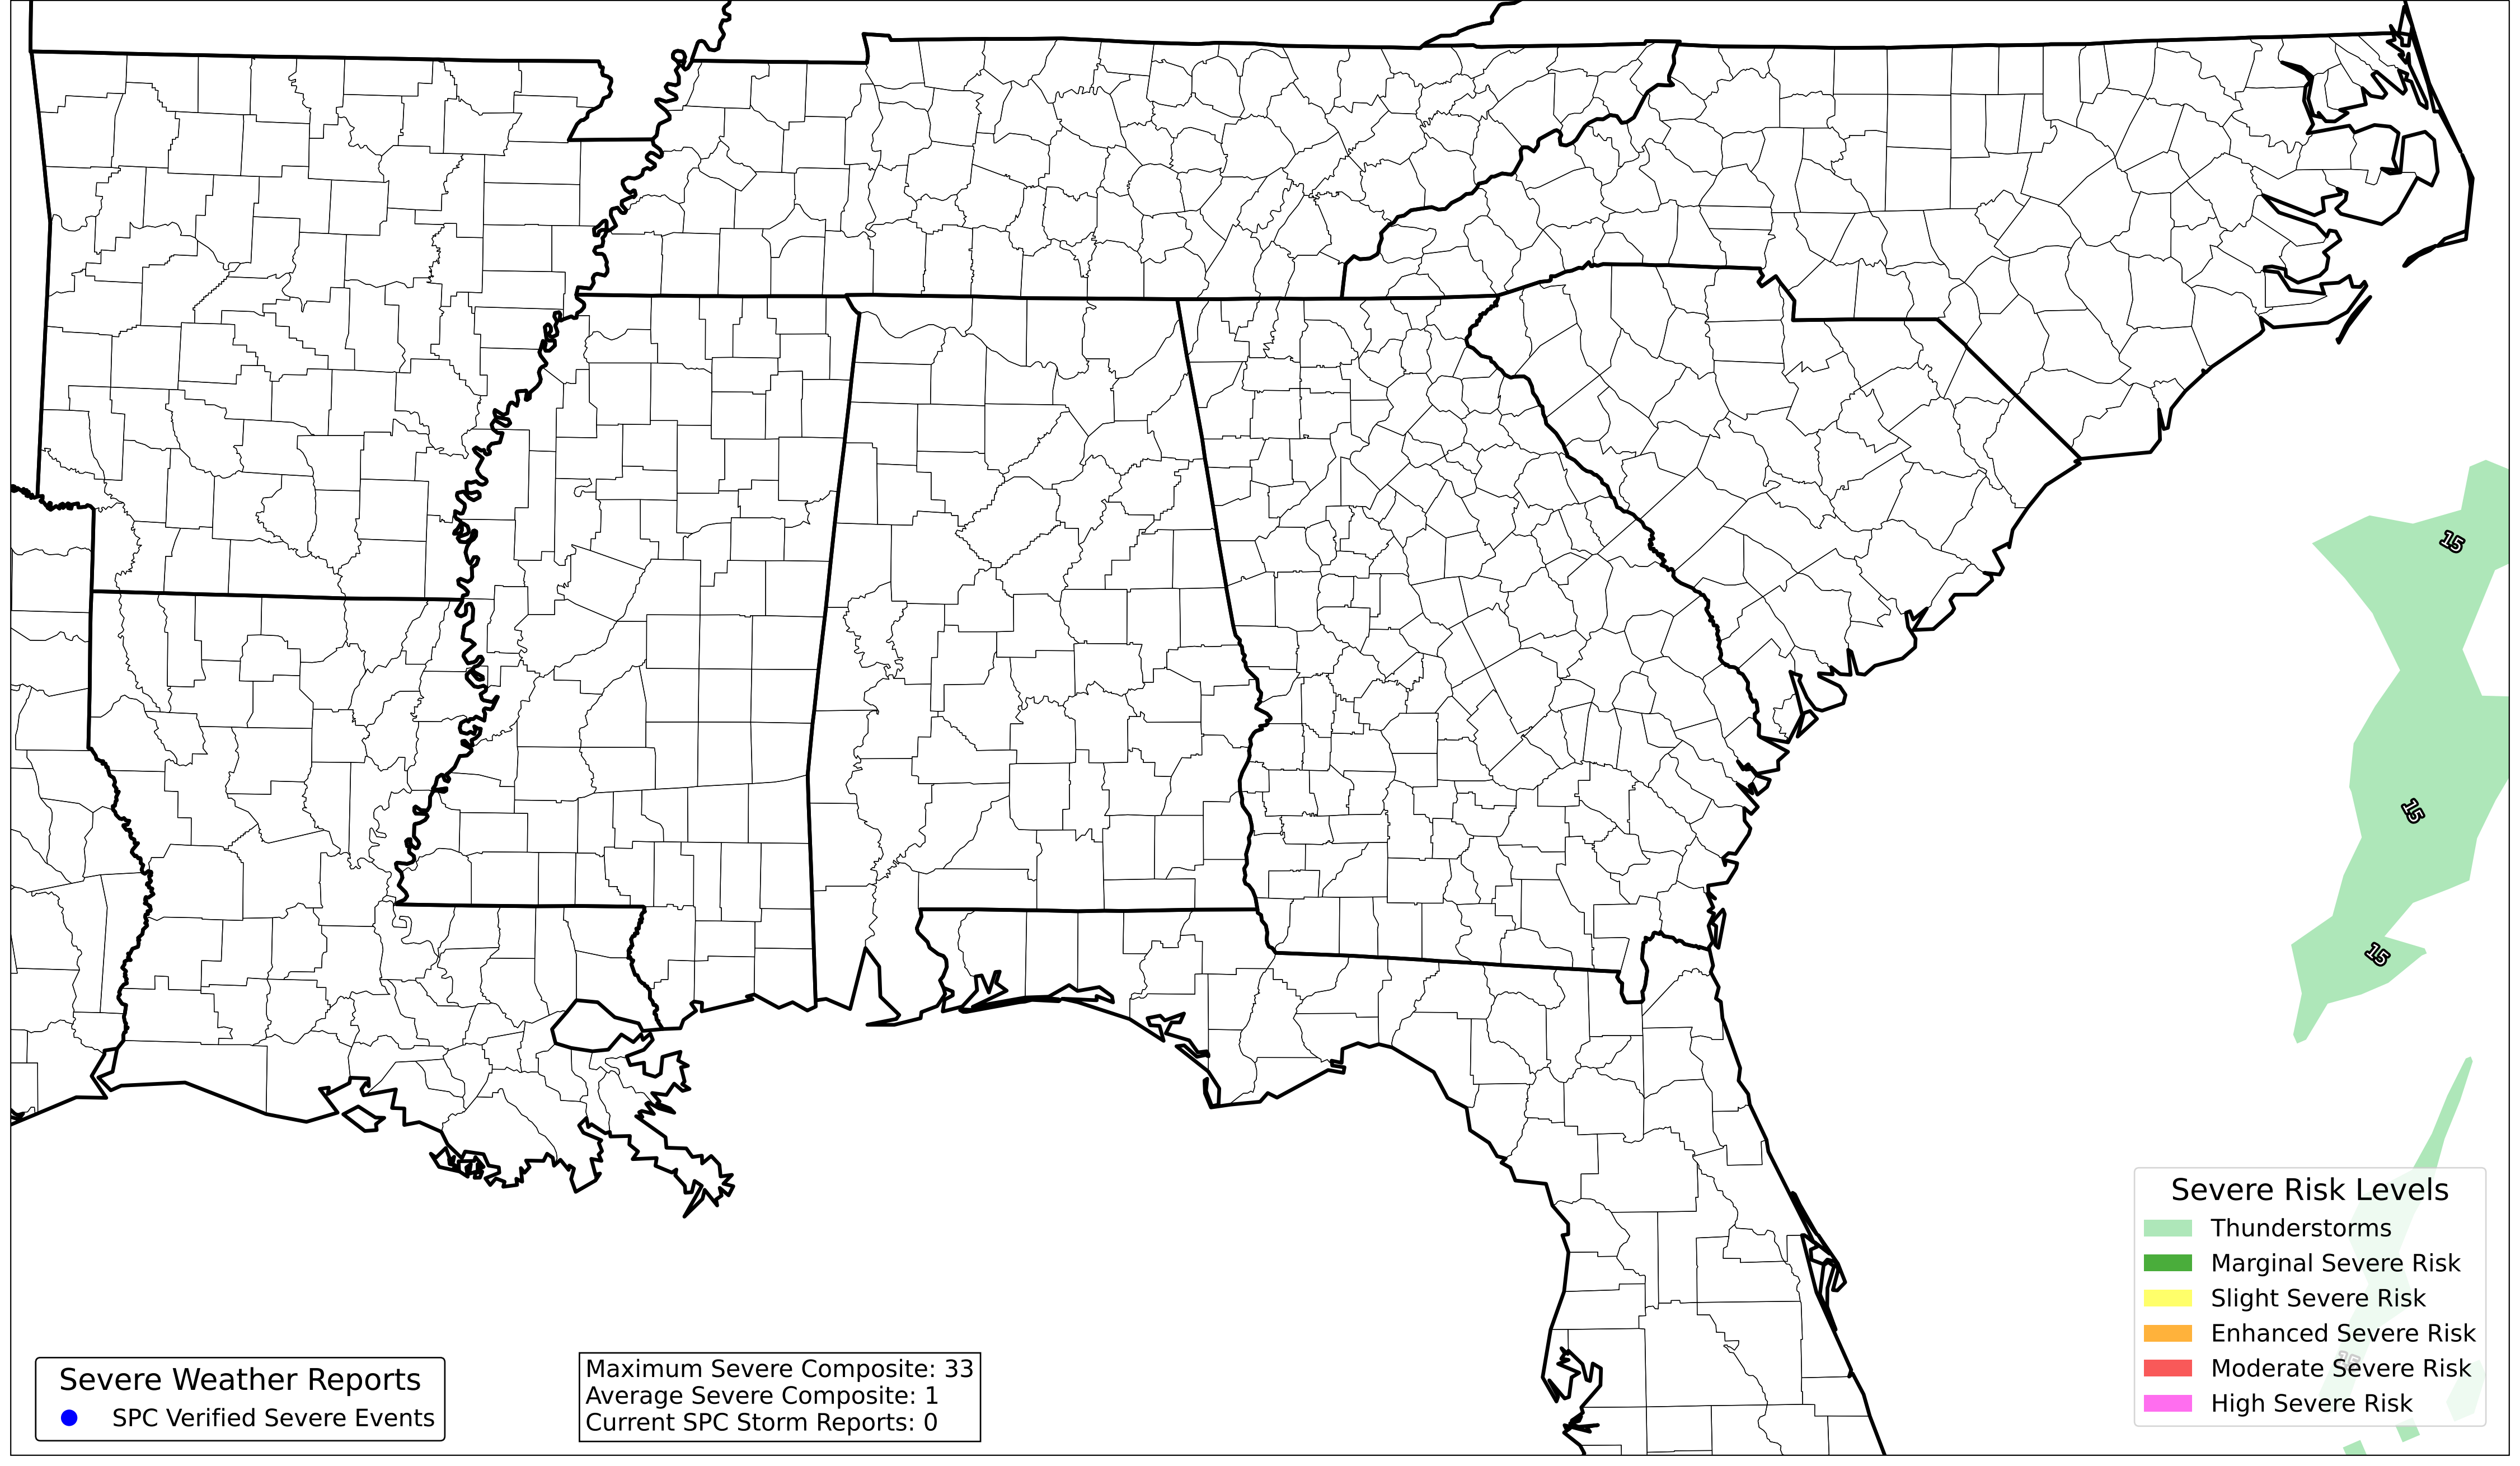 15
15
15
Severe Risk Levels
Thunderstorms
Marginal Severe Risk
Slight Severe Risk
Enhanced Severe Risk
15
Moderate Severe Risk
High Severe Risk
Severe Weather Reports
SPC Verified Severe Events
Maximum Severe Composite: 33
Average Severe Composite: 1
Current SPC Storm Reports: 0